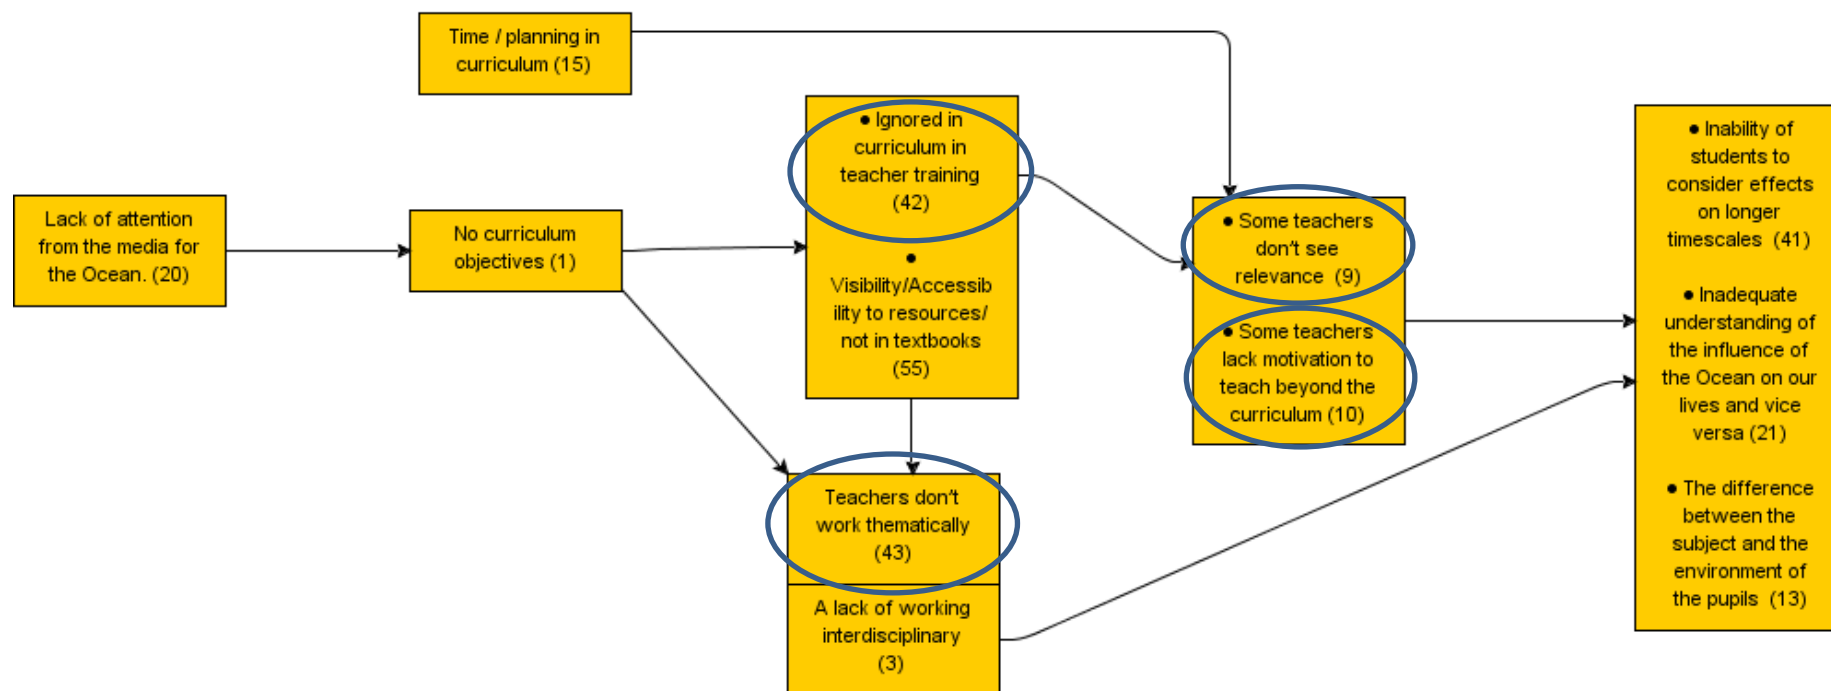 Time / planning in
curriculum (15)
Lack of attention
from the media for
the Ocean. (20)
No curriculum
objectives (1)
● Ignored in
curriculum in
teacher training
(42)
●
Visibility/Accessib
ility to resources/
not in textbooks
(55)
Teachers don't
work thematically
(43)
A lack of working
interdisciplinary
(3)
● Some teachers
don't see
relevance (9)
● Some teachers
lack motivation to
teach beyond the
curriculum (10)
● Inability of
students to
consider effects
on longer
timescales (41)
● Inadequate
understanding of
the influence of
the Ocean on our
lives and vice
versa (21)
● The difference
between the
subject and the
environment of
the pupils (13)